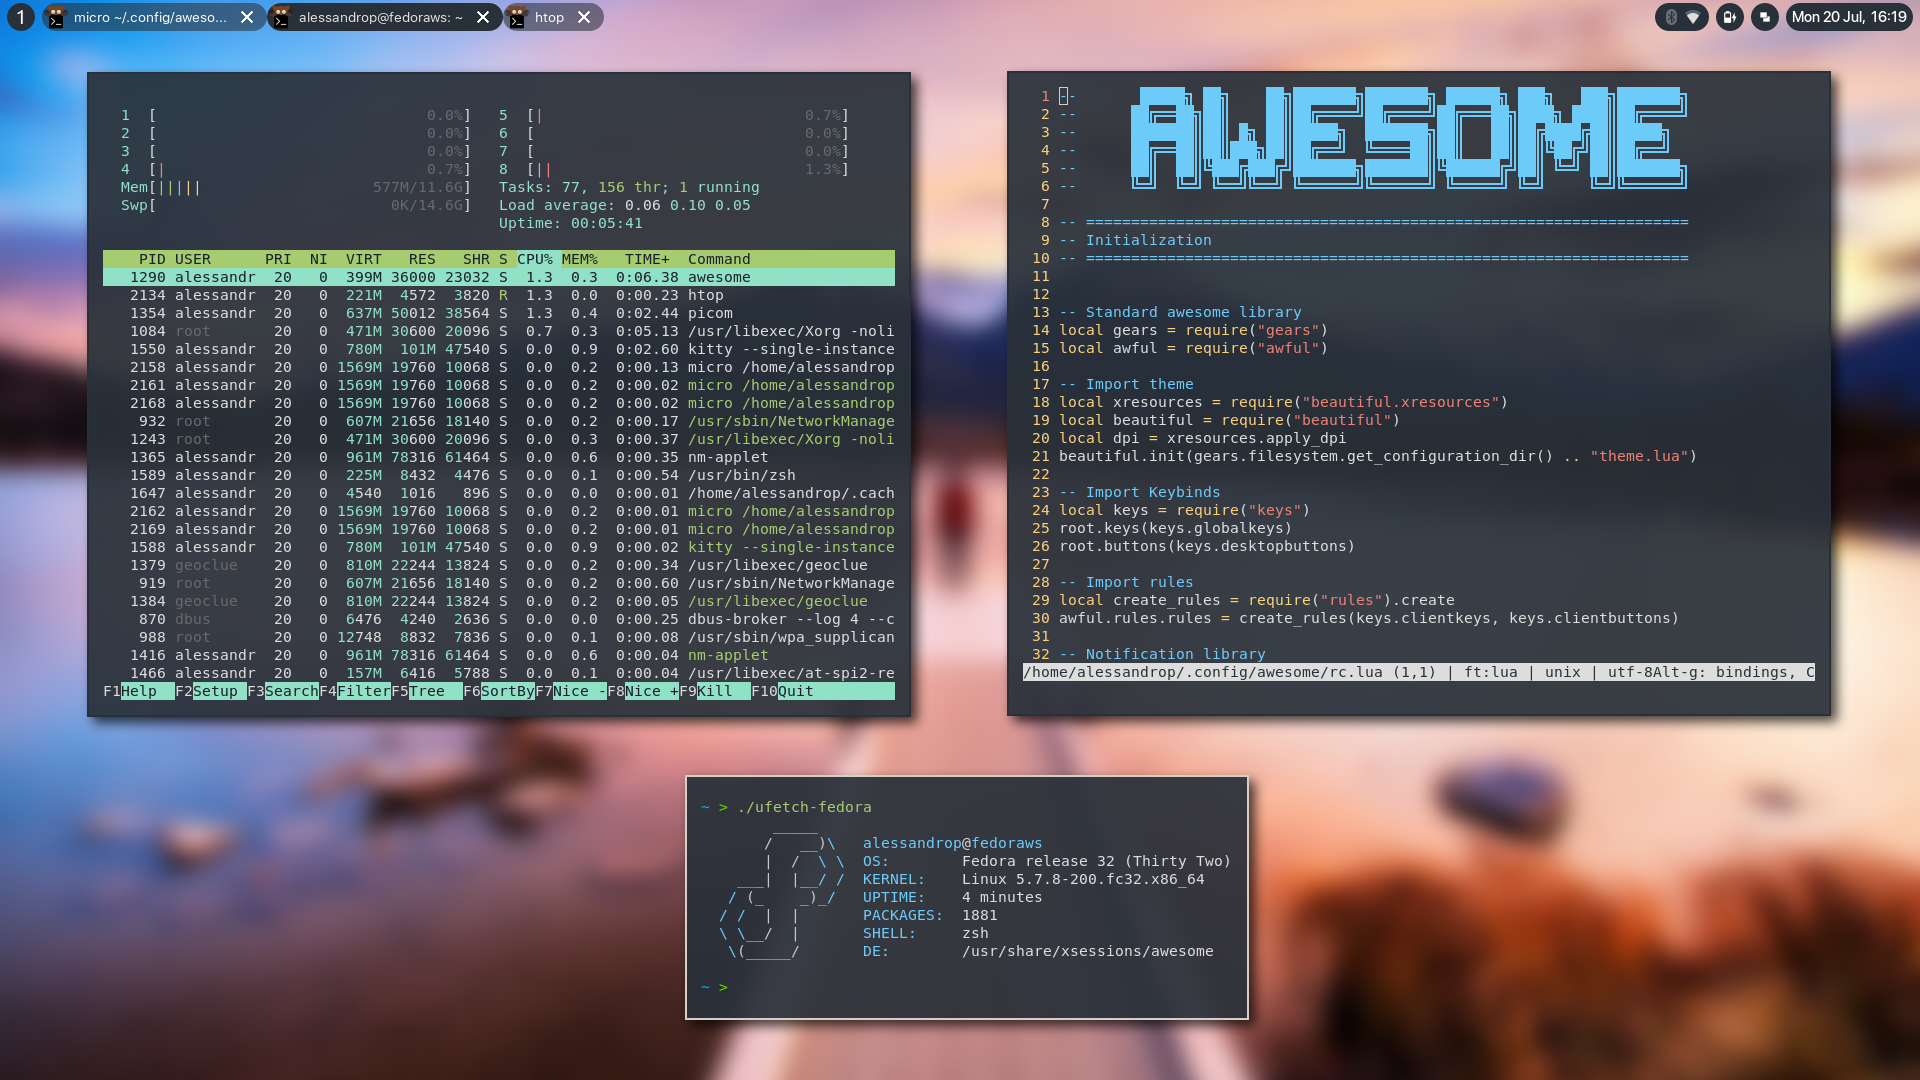 1 micro ~/.config/aweso... alessandrop@fedoraws: ~ htop Mon 20 Jul, 16:19
1 [ 0.0%] 5 [| 0.7%]
2 [ 0.0%] 6 [ 0.0%]
3 [ 0.0%] 7 [ 0.0%]
4 [| 0.7%] 8 [|| 1.3%]
Mem[||||| 577M/11.6G] Tasks: 77, 156 thr; 1 running
Swp[ 0K/14.6G] Load average: 0.06 0.10 0.05
Uptime: 00:05:41
PID USER PRI NI VIRT RES SHR S CPU% MEM% TIME+ Command
1290 alessandr 20 0 399M 36000 23032 S 1.3 0.3 0:06.38 awesome
2134 alessandr 20 0 221M 4572 3820 R 1.3 0.0 0:00.23 htop
1354 alessandr 20 0 637M 50012 38564 S 1.3 0.4 0:02.44 picom
1084 root 20 0 471M 30600 20096 S 0.7 0.3 0:05.13 /usr/libexec/Xorg -noli
1550 alessandr 20 0 780M 101M 47540 S 0.0 0.9 0:02.60 kitty --single-instance
2158 alessandr 20 0 1569M 19760 10068 S 0.0 0.2 0:00.13 micro /home/alessandrop
2161 alessandr 20 0 1569M 19760 10068 S 0.0 0.2 0:00.02 micro /home/alessandrop
2168 alessandr 20 0 1569M 19760 10068 S 0.0 0.2 0:00.02 micro /home/alessandrop
932 root 20 0 607M 21656 18140 S 0.0 0.2 0:00.17 /usr/sbin/NetworkManage
1243 root 20 0 471M 30600 20096 S 0.0 0.3 0:00.37 /usr/libexec/Xorg -noli
1365 alessandr 20 0 961M 78316 61464 S 0.0 0.6 0:00.35 nm-applet
1589 alessandr 20 0 225M 8432 4476 S 0.0 0.1 0:00.54 /usr/bin/zsh
1647 alessandr 20 0 4540 1016 896 S 0.0 0.0 0:00.01 /home/alessandrop/.cach
2162 alessandr 20 0 1569M 19760 10068 S 0.0 0.2 0:00.01 micro /home/alessandrop
2169 alessandr 20 0 1569M 19760 10068 S 0.0 0.2 0:00.01 micro /home/alessandrop
1588 alessandr 20 0 780M 101M 47540 S 0.0 0.9 0:00.02 kitty --single-instance
1379 geoclue 20 0 810M 22244 13824 S 0.0 0.2 0:00.34 /usr/libexec/geoclue
919 root 20 0 607M 21656 18140 S 0.0 0.2 0:00.60 /usr/sbin/NetworkManage
1384 geoclue 20 0 810M 22244 13824 S 0.0 0.2 0:00.05 /usr/libexec/geoclue
870 dbus 20 0 6476 4240 2636 S 0.0 0.0 0:00.25 dbus-broker --log 4 --c
988 root 20 0 12748 8832 7836 S 0.0 0.1 0:00.08 /usr/sbin/wpa_supplican
1416 alessandr 20 0 961M 78316 61464 S 0.0 0.6 0:00.04 nm-applet
1466 alessandr 20 0 157M 6416 5788 S 0.0 0.1 0:00.04 /usr/libexec/at-spi2-re
F1Help F2Setup F3SearchF4FilterF5Tree F6SortByF7Nice -F8Nice +F9Kill F10Quit
AWESOME
1 --
2 --
3 --
4 --
5 --
6 --
7
8 -- ===================================================================
9 -- Initialization
10 -- ===================================================================
11
12
13 -- Standard awesome library
14 local gears = require("gears")
15 local awful = require("awful")
16
17 -- Import theme
18 local xresources = require("beautiful.xresources")
19 local beautiful = require("beautiful")
20 local dpi = xresources.apply_dpi
21 beautiful.init(gears.filesystem.get_configuration_dir() .. "theme.lua")
22
23 -- Import Keybinds
24 local keys = require("keys")
25 root.keys(keys.globalkeys)
26 root.buttons(keys.desktopbuttons)
27
28 -- Import rules
29 local create_rules = require("rules").create
30 awful.rules.rules = create_rules(keys.clientkeys, keys.clientbuttons)
31
32 -- Notification library
/home/alessandrop/.config/awesome/rc.lua (1,1) | ft:lua | unix | utf-8Alt-g: bindings, C
~ > ./ufetch-fedora
alessandrop@fedoraws
OS: Fedora release 32 (Thirty Two)
KERNEL: Linux 5.7.8-200.fc32.x86_64
UPTIME: 4 minutes
PACKAGES: 1881
SHELL: zsh
DE: /usr/share/xsessions/awesome
~ >